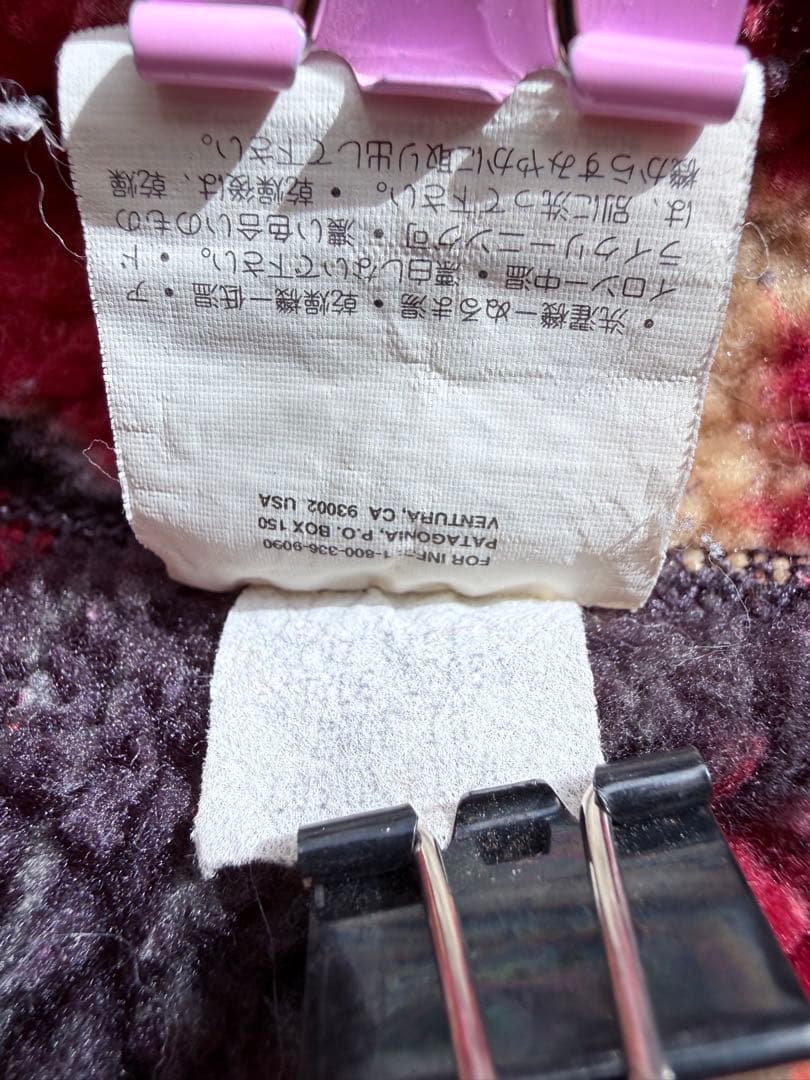 FOR 1-800-336-9090
PATAGONIA, P.O. BOX 150
VENTURA, CA 93002 USA
• 洗濯機ーぬるま湯 • 乾燥機ー低温 • ア
イロンー中温 • 漂白しないで下さい。 • ド
ライクリーニング可 • 濃い色合いのもの
は、別に洗って下さい。 • 乾燥後は、乾燥
機からすみやかに取り出して下さい。